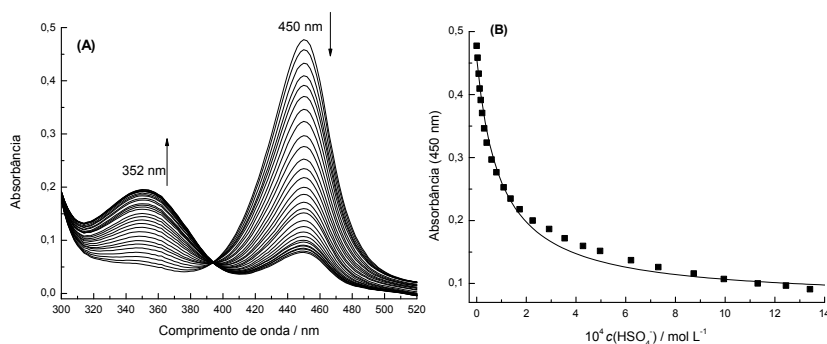 (A)
450 nm
352 nm
0,5
0,4
0,3
0,2
0,1
0,0
Absorbância
300 320 340 360 380 400 420 440 460 480 500 520
Comprimento de onda / nm
(B)
0,5
0,4
0,3
0,2
0,1
Absorbância (450 nm)
0 2 4 6 8 10 12 14
10⁴ c(HSO₄⁻) / mol L⁻¹